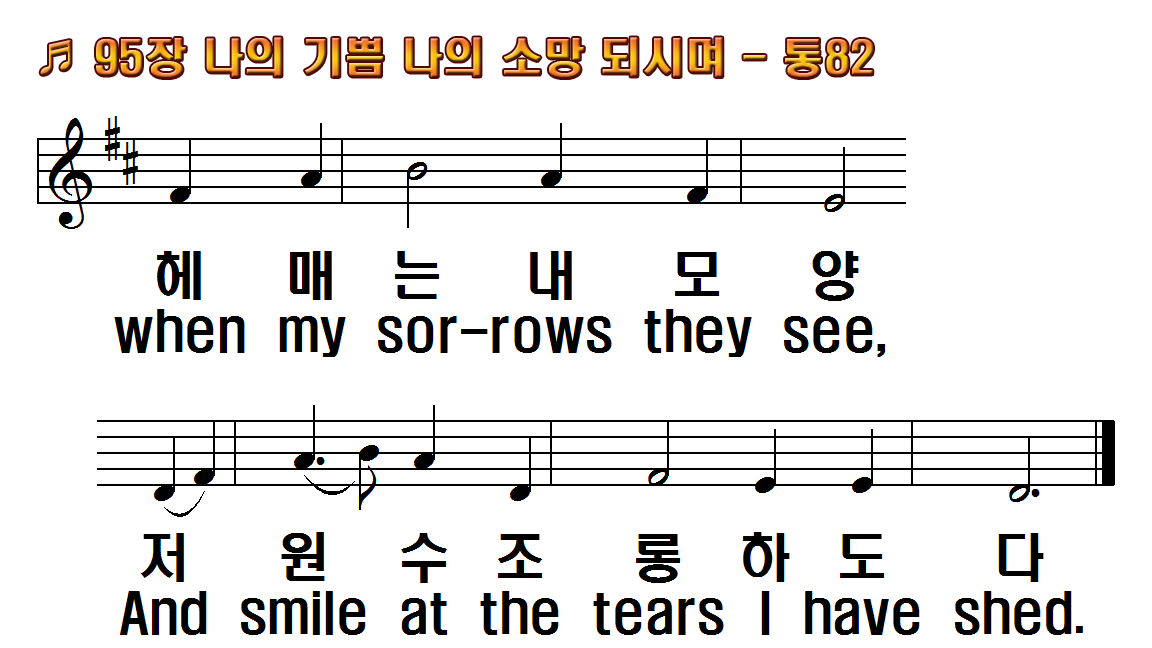 ♬ 95장 나의 기쁨 나의 소망 되시며 - 통82
헤 매 는 내 모 양
when my sor-rows they see,
저 원 수 조 롱 하 도 다
And smile at the tears I have shed.